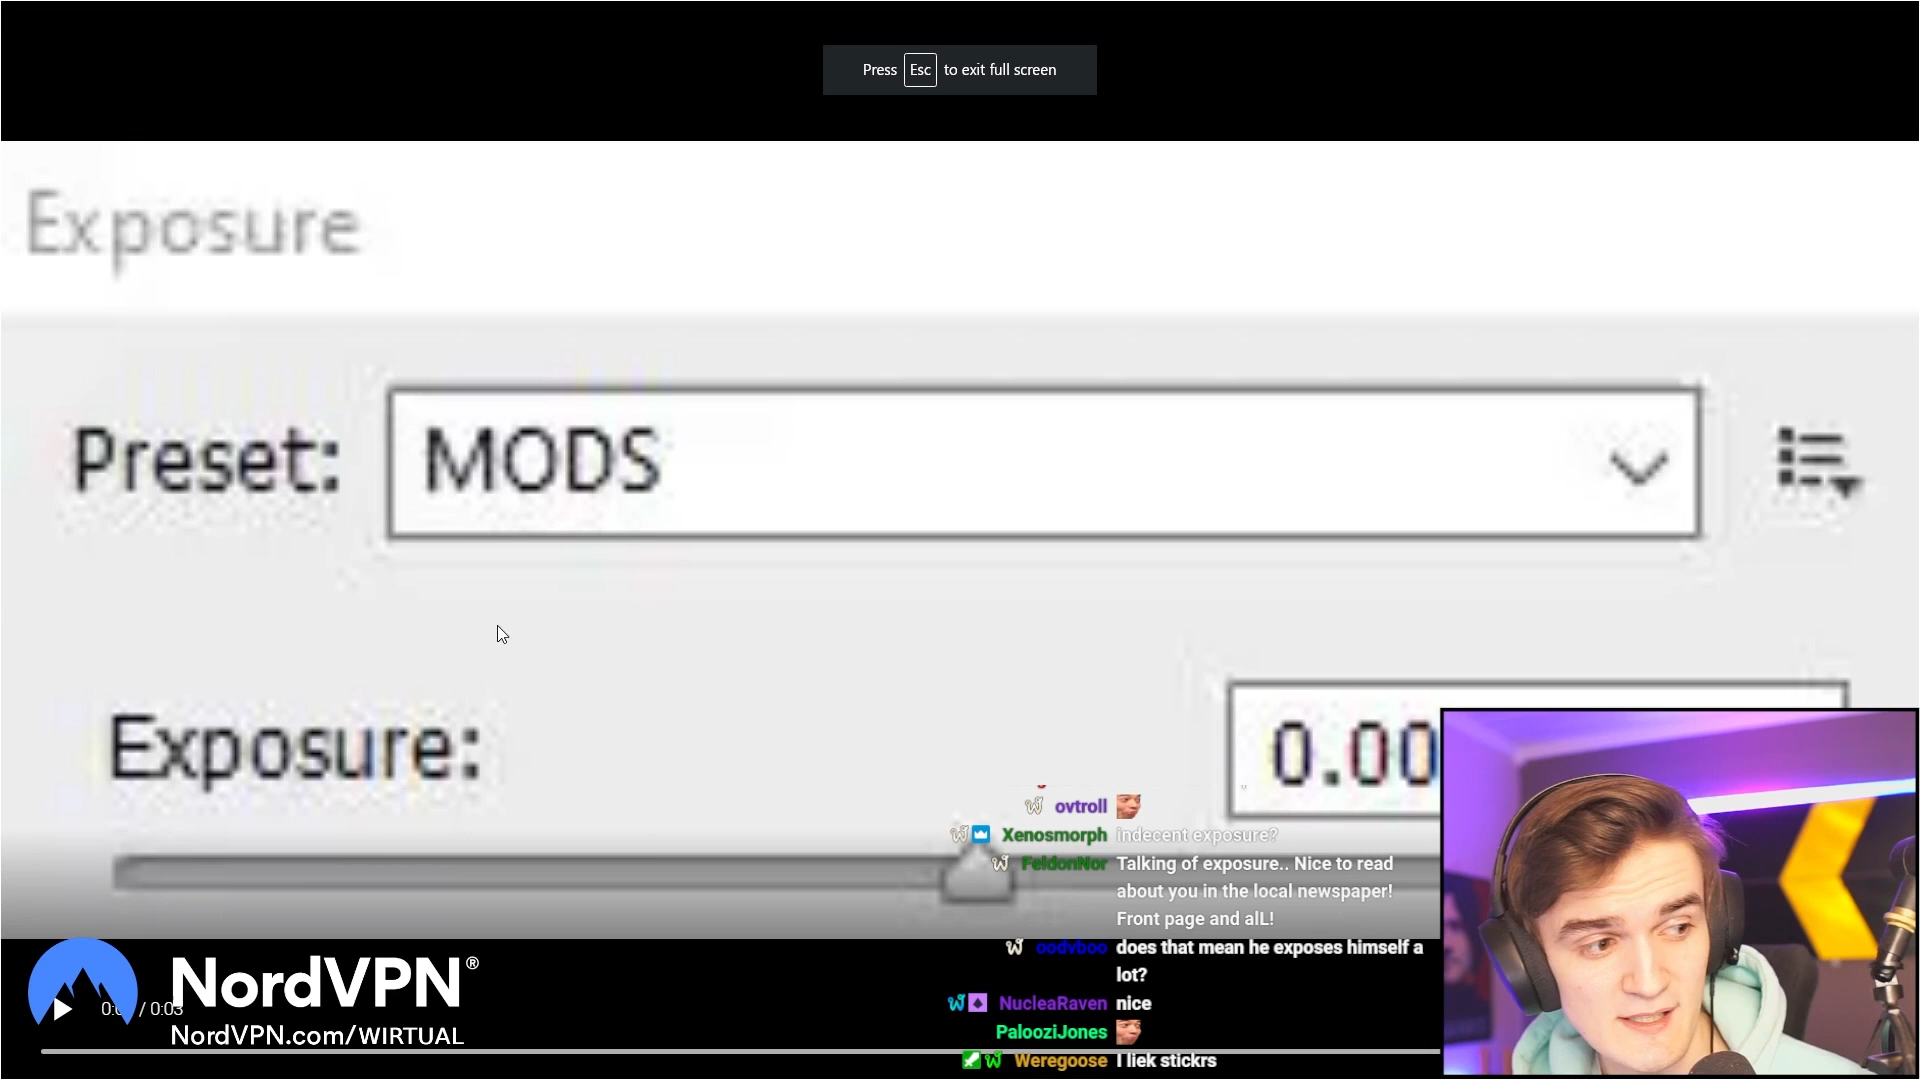 Press Esc to exit full screen
Exposure
Preset: MODS
Exposure:
0.00
ovtroll
Xenosmorph indecent exposure?
FeldonNor Talking of exposure.. Nice to read
about you in the local newspaper!
Front page and alL!
oodvboo does that mean he exposes himself a
lot?
NucleaRaven nice
PalooziJones
Weregoose I liek stickrs
NordVPN®
/ 0:03
NordVPN.com/WIRTUAL